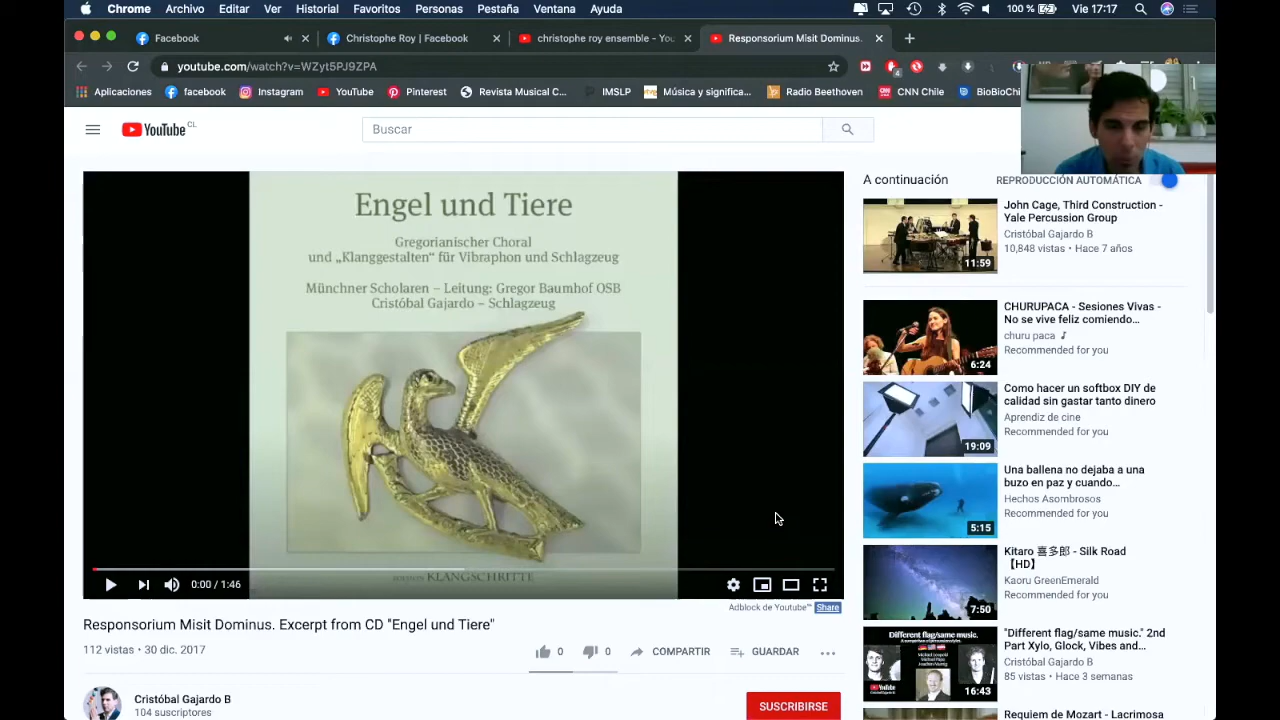 Chrome Archivo Editar Ver Historial Favoritos Personas Pestaña Ventana Ayuda 100 % Vie 17:17
Facebook Christophe Roy | Facebook christophe roy ensemble - You Responsorium Misit Dominus.
youtube.com/watch?v=WZyt5PJ9ZPA 4
Aplicaciones facebook Instagram YouTube Pinterest Revista Musical C... IMSLP Música y significa... Radio Beethoven CNN Chile BioBioChi
YouTube CL
Buscar
Engel und Tiere
Gregorianischer Choral
und „Klanggestalten“ für Vibraphon und Schlagzeug
Münchner Scholaren – Leitung: Gregor Baumhof OSB
Cristóbal Gajardo – Schlagzeug
KLANGSCHRITTE
0:00 / 1:46
Adblock de Youtube™ Share
Responsorium Misit Dominus. Excerpt from CD "Engel und Tiere"
112 vistas • 30 dic. 2017
0 0 COMPARTIR GUARDAR
Cristóbal Gajardo B
104 suscriptores
SUSCRIBIRSE
A continuación REPRODUCCIÓN AUTOMÁTICA
John Cage, Third Construction -
Yale Percussion Group
Cristóbal Gajardo B
10,848 vistas • Hace 7 años
11:59
CHURUPACA - Sesiones Vivas -
No se vive feliz comiendo...
churu paca
Recommended for you
6:24
Como hacer un softbox DIY de
calidad sin gastar tanto dinero
Aprendiz de cine
Recommended for you
19:09
Una ballena no dejaba a una
buzo en paz y cuando...
Hechos Asombrosos
Recommended for you
5:15
Kitaro 喜多郎 - Silk Road
【HD】
Kaoru GreenEmerald
Recommended for you
7:50
"Different flag/same music." 2nd
Part Xylo, Glock, Vibes and...
Cristóbal Gajardo B
85 vistas • Hace 3 semanas
Different flag/same music.
YouTube
16:43
Requiem de Mozart - Lacrimosa